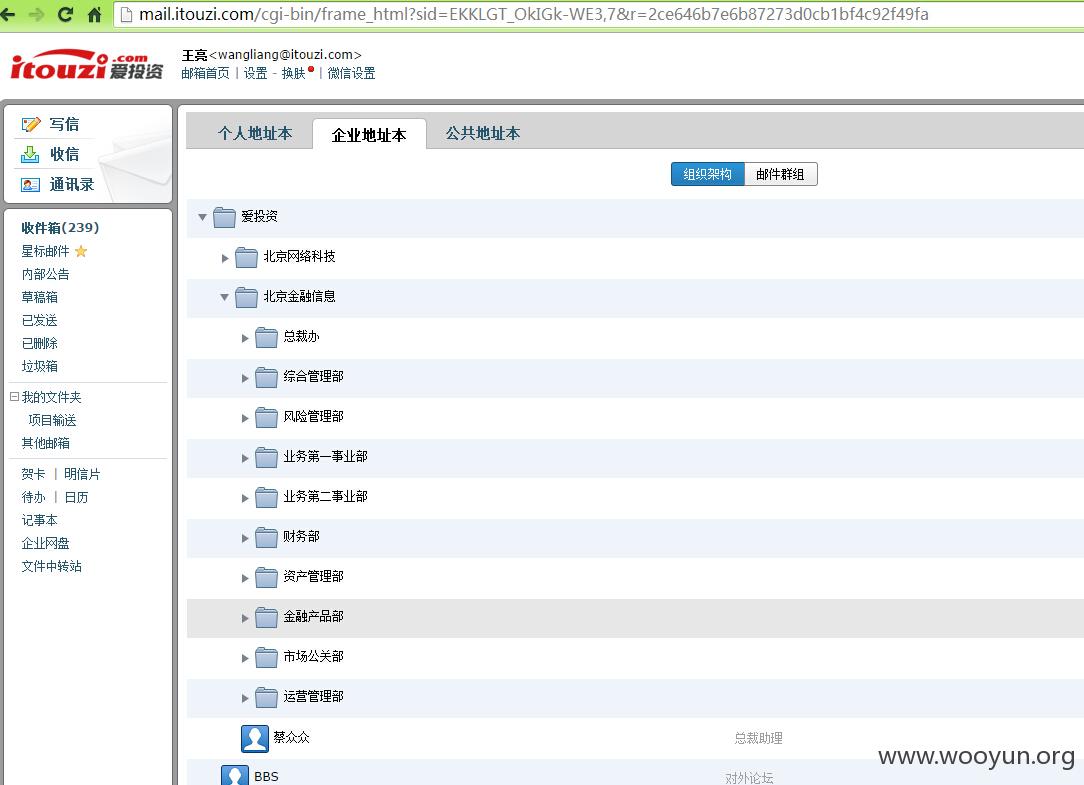 mail.itouzi.com/cgi-bin/frame_html?sid=EKKLGT_OkIGk-WE3,7&r=2ce646b7e6b87273d0cb1bf4c92f49fa
itouzi.com 爱投资
王亮<wangliang@itouzi.com>
邮箱首页 | 设置 - 换肤 | 微信设置
写信
收信
通讯录
收件箱(239)
星标邮件
内部公告
草稿箱
已发送
已删除
垃圾箱
我的文件夹
项目输送
其他邮箱
贺卡 | 明信片
待办 | 日历
记事本
企业网盘
文件中转站
个人地址本 企业地址本 公共地址本
组织架构 邮件群组
爱投资
北京网络科技
北京金融信息
总裁办
综合管理部
风险管理部
业务第一事业部
业务第二事业部
财务部
资产管理部
金融产品部
市场公关部
运营管理部
蔡众众 总裁助理
BBS 对外论坛
www.wooyun.org